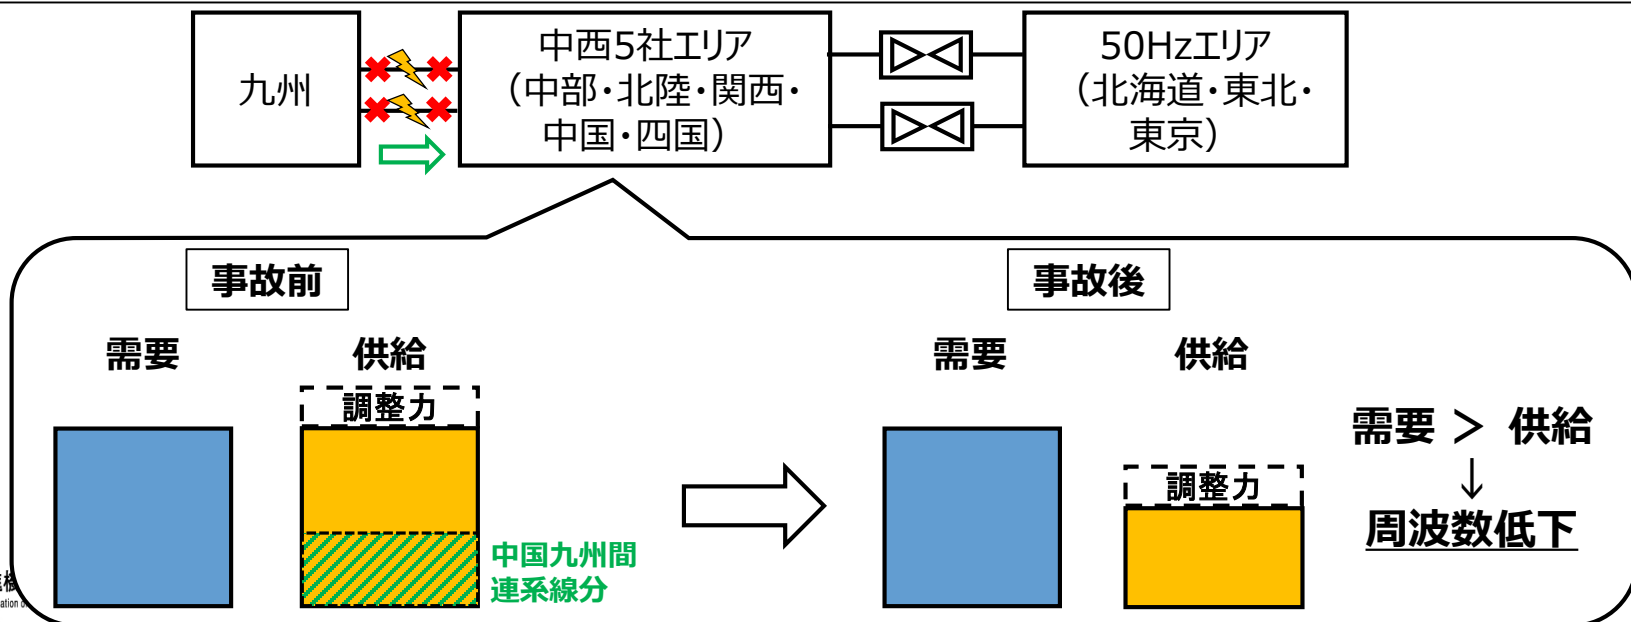 九州
中西5社エリア
（中部・北陸・関西・
中国・四国）
50Hzエリア
（北海道・東北・
東京）
事故前
事故後
需要
供給
調整力
中国九州間
連系線分
需要
供給
調整力
需要 ＞ 供給
↓
周波数低下